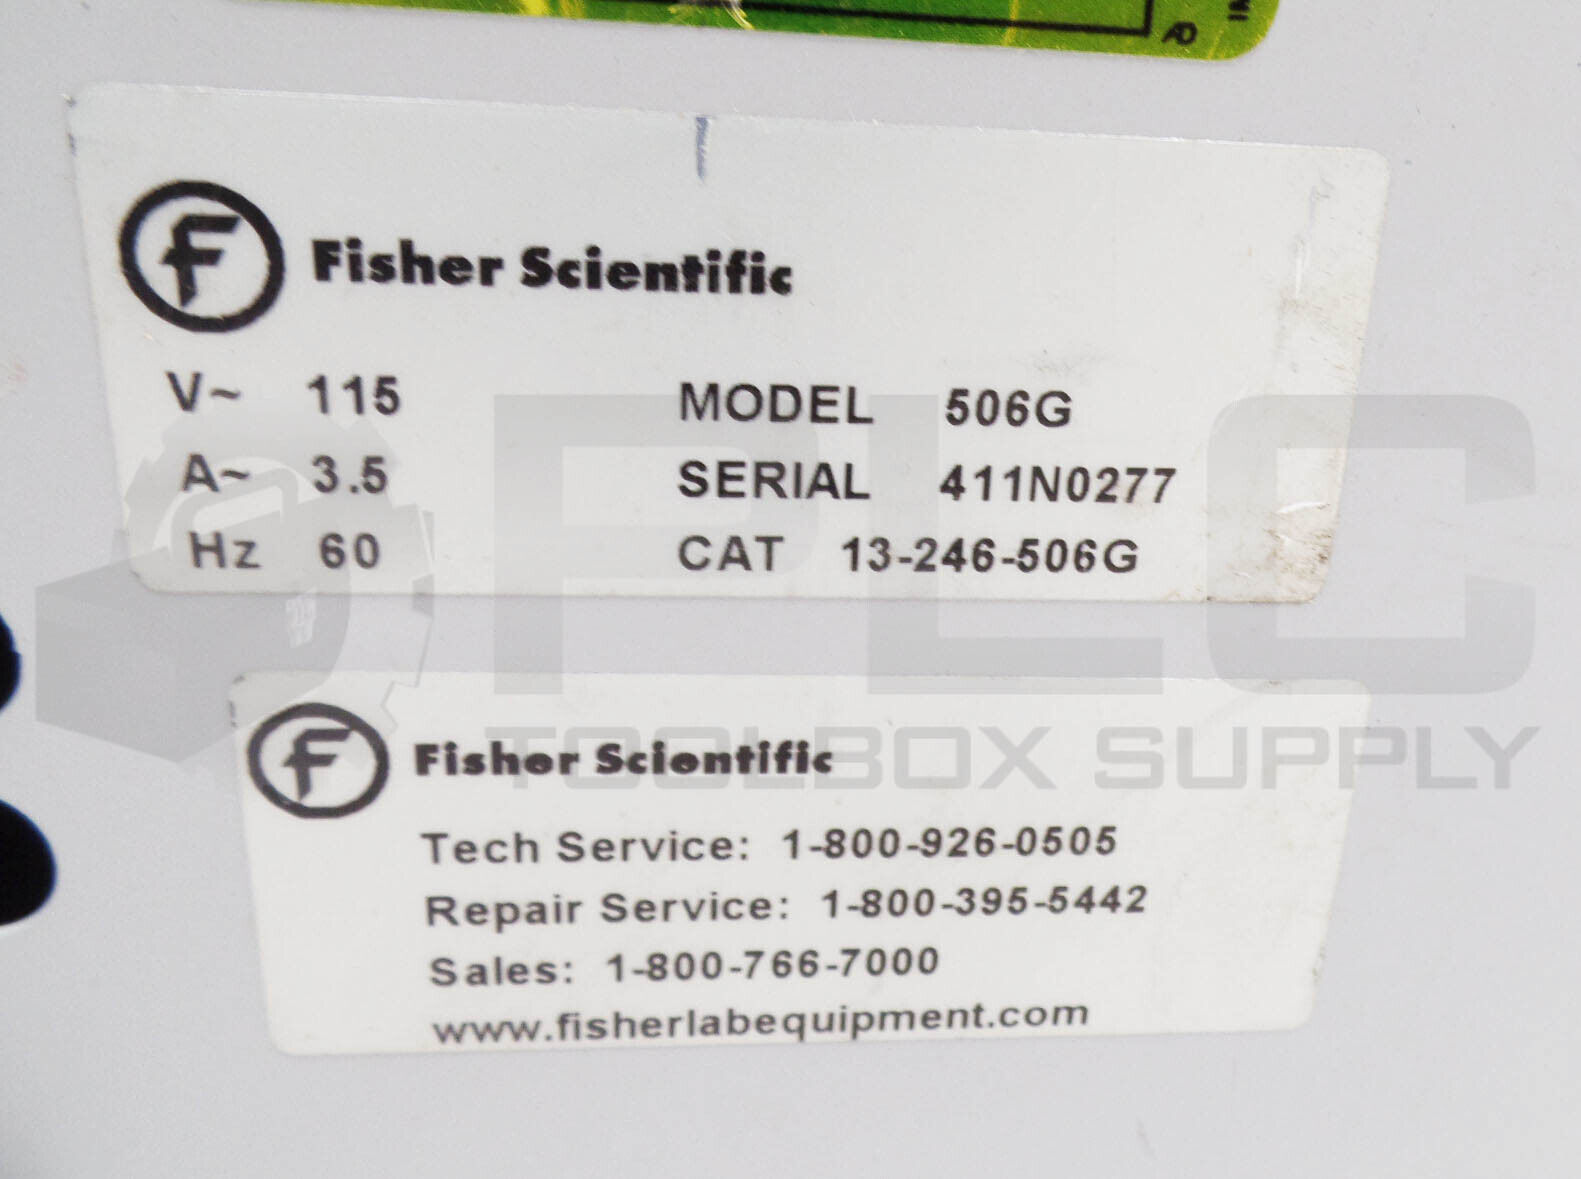 F Fisher Scientific
V~ 115 MODEL 506G
A~ 3.5 SERIAL 411N0277
Hz 60 CAT 13-246-506G
PLC
TOOLBOX SUPPLY
F Fisher Scientific
Tech Service: 1-800-926-0505
Repair Service: 1-800-395-5442
Sales: 1-800-766-7000
www.fisherlabequipment.com